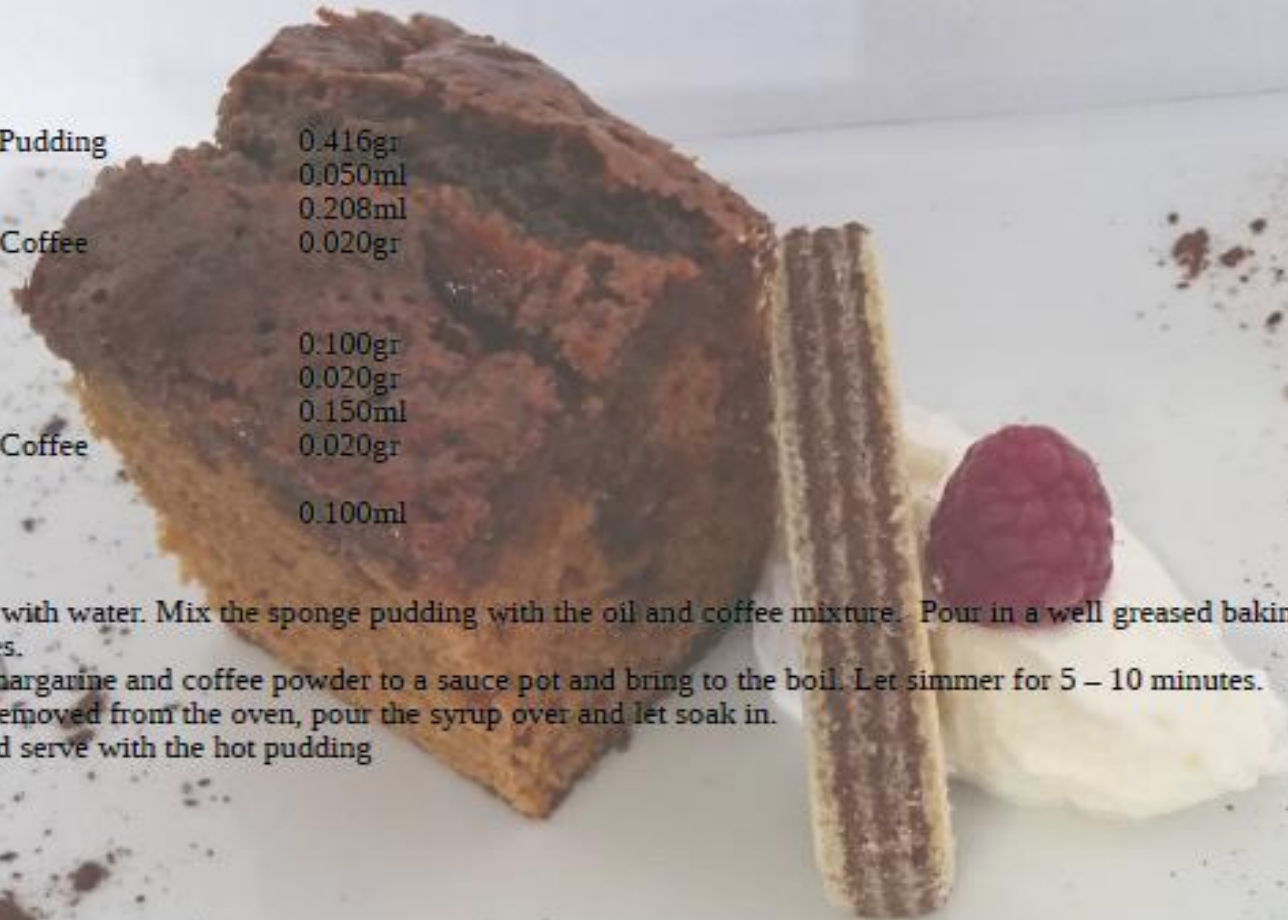 Pudding 0.416gr
0.050ml
0.208ml
Coffee 0.020gr
0.100gr
0.020gr
0.150ml
Coffee 0.020gr
0.100ml
with water. Mix the sponge pudding with the oil and coffee mixture. Pour in a well greased bakin
es.
margarine and coffee powder to a sauce pot and bring to the boil. Let simmer for 5 – 10 minutes.
emoved from the oven, pour the syrup over and let soak in.
d serve with the hot pudding